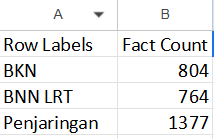 A B
Row Labels Fact Count
BKN 804
BNN LRT 764
Penjaringan 1377